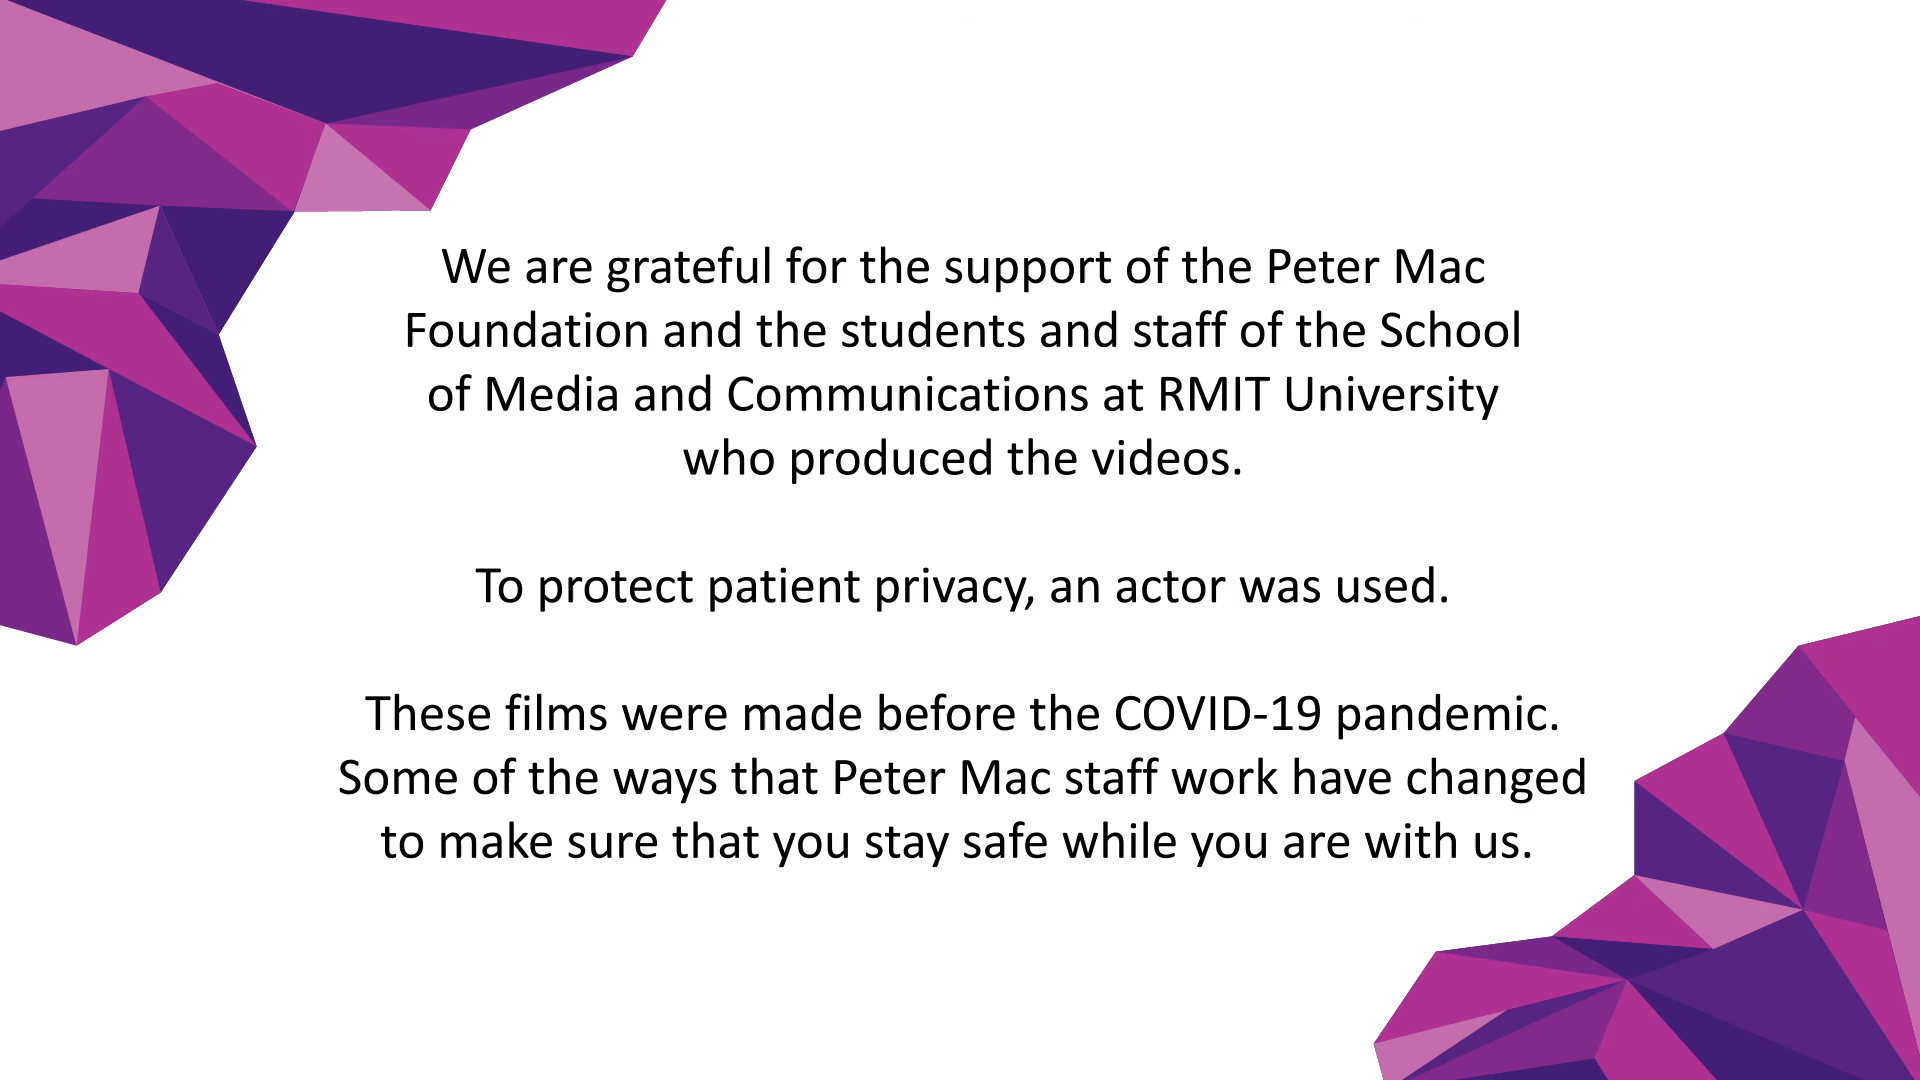 We are grateful for the support of the Peter Mac
Foundation and the students and staff of the School
of Media and Communications at RMIT University
who produced the videos.
To protect patient privacy, an actor was used.
These films were made before the COVID-19 pandemic.
Some of the ways that Peter Mac staff work have changed
to make sure that you stay safe while you are with us.